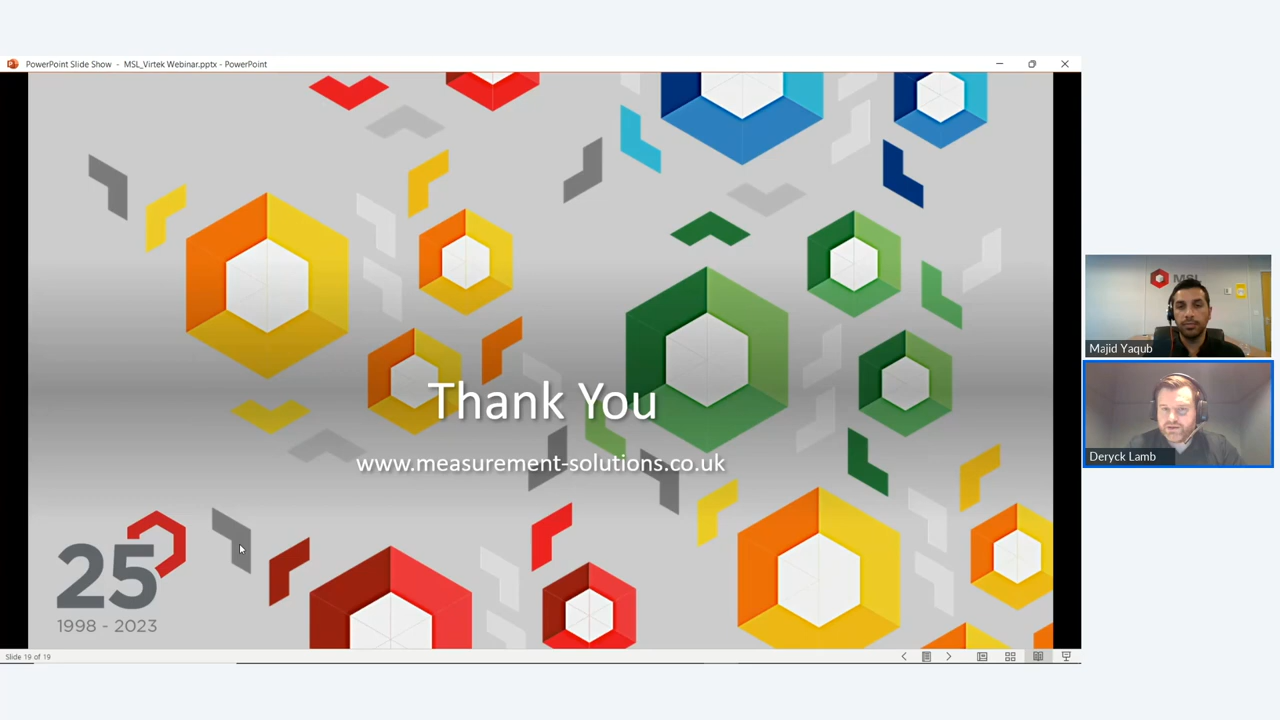 PowerPoint Slide Show - MSL_Virtek Webinar.pptx - PowerPoint
Thank You
www.measurement-solutions.co.uk
25
1998 - 2023
Slide 19 of 19
MSL
Majid Yaqub
Deryck Lamb